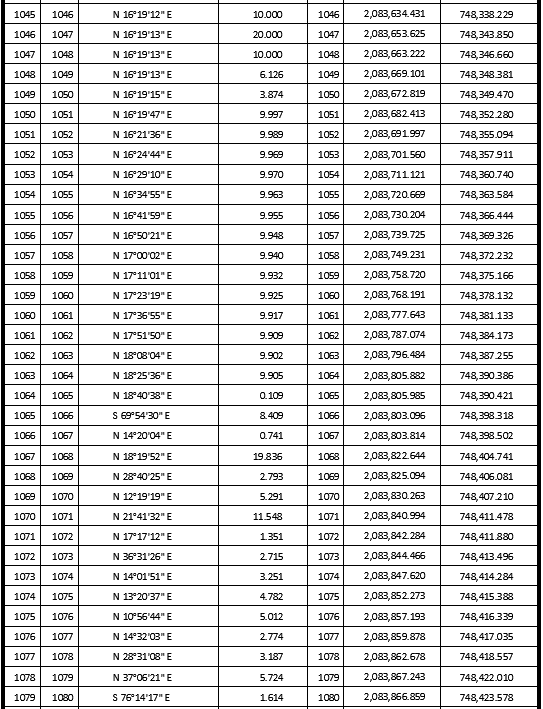 1045 1046 N 16°19'12" E 10.000 1046 2,083,634.431 748,338.229
1046 1047 N 16°19'13" E 20.000 1047 2,083,653.625 748,343.850
1047 1048 N 16°19'13" E 10.000 1048 2,083,663.222 748,346.660
1048 1049 N 16°19'13" E 6.126 1049 2,083,669.101 748,348.381
1049 1050 N 16°19'15" E 3.874 1050 2,083,672.819 748,349.470
1050 1051 N 16°19'47" E 9.997 1051 2,083,682.413 748,352.280
1051 1052 N 16°21'36" E 9.989 1052 2,083,691.997 748,355.094
1052 1053 N 16°24'44" E 9.969 1053 2,083,701.560 748,357.911
1053 1054 N 16°29'10" E 9.970 1054 2,083,711.121 748,360.740
1054 1055 N 16°34'55" E 9.963 1055 2,083,720.669 748,363.584
1055 1056 N 16°41'59" E 9.955 1056 2,083,730.204 748,366.444
1056 1057 N 16°50'21" E 9.948 1057 2,083,739.725 748,369.326
1057 1058 N 17°00'02" E 9.940 1058 2,083,749.231 748,372.232
1058 1059 N 17°11'01" E 9.932 1059 2,083,758.720 748,375.166
1059 1060 N 17°23'19" E 9.925 1060 2,083,768.191 748,378.132
1060 1061 N 17°36'55" E 9.917 1061 2,083,777.643 748,381.133
1061 1062 N 17°51'50" E 9.909 1062 2,083,787.074 748,384.173
1062 1063 N 18°08'04" E 9.902 1063 2,083,796.484 748,387.255
1063 1064 N 18°25'36" E 9.905 1064 2,083,805.882 748,390.386
1064 1065 N 18°40'38" E 0.109 1065 2,083,805.985 748,390.421
1065 1066 S 69°54'30" E 8.409 1066 2,083,803.096 748,398.318
1066 1067 N 14°20'04" E 0.741 1067 2,083,803.814 748,398.502
1067 1068 N 18°19'52" E 19.836 1068 2,083,822.644 748,404.741
1068 1069 N 28°40'25" E 2.793 1069 2,083,825.094 748,406.081
1069 1070 N 12°19'19" E 5.291 1070 2,083,830.263 748,407.210
1070 1071 N 21°41'32" E 11.548 1071 2,083,840.994 748,411.478
1071 1072 N 17°17'12" E 1.351 1072 2,083,842.284 748,411.880
1072 1073 N 36°31'26" E 2.715 1073 2,083,844.466 748,413.496
1073 1074 N 14°01'51" E 3.251 1074 2,083,847.620 748,414.284
1074 1075 N 13°20'37" E 4.782 1075 2,083,852.273 748,415.388
1075 1076 N 10°56'44" E 5.012 1076 2,083,857.193 748,416.339
1076 1077 N 14°32'03" E 2.774 1077 2,083,859.878 748,417.035
1077 1078 N 28°31'08" E 3.187 1078 2,083,862.678 748,418.557
1078 1079 N 37°06'21" E 5.724 1079 2,083,867.243 748,422.010
1079 1080 S 76°14'17" E 1.614 1080 2,083,866.859 748,423.578